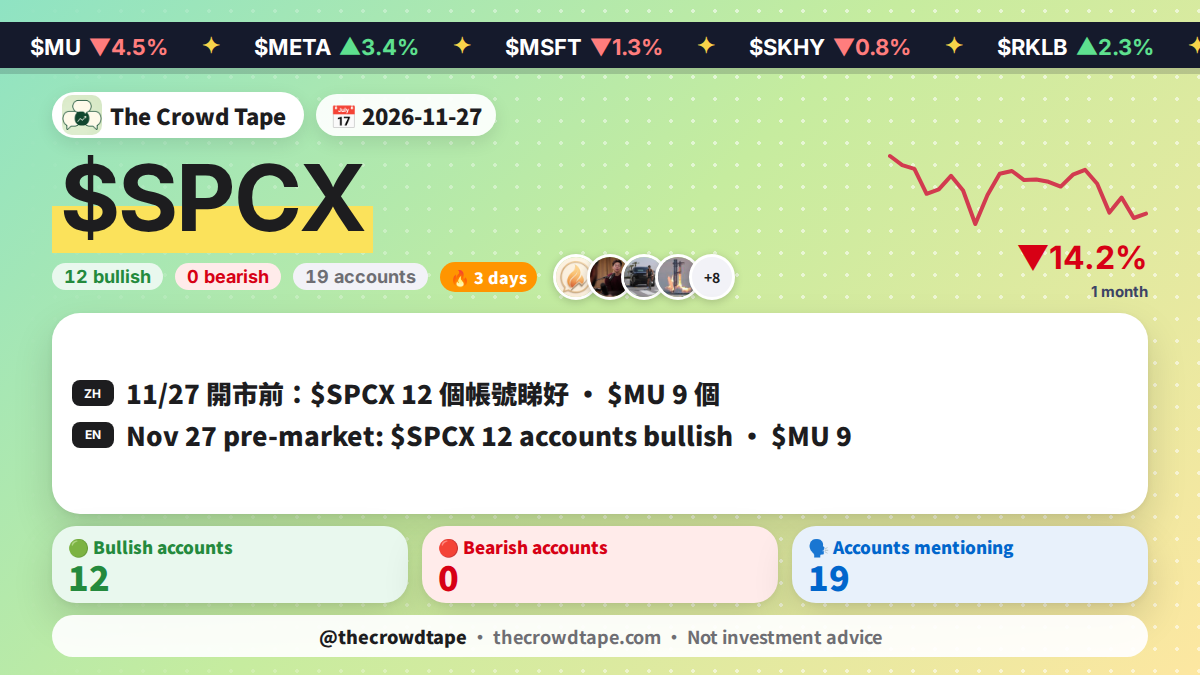 $MU ▼4.5% ✦ $META ▲3.4% ✦ $MSFT ▼1.3% ✦ $SKHY ▼0.8% ✦ $RKLB ▲2.3% ✦
The Crowd Tape 📅 2026-11-27
$SPCX
▼14.2%
1 month
12 bullish 0 bearish 19 accounts 🔥 3 days +8
ZH 11/27 開市前：$SPCX 12 個帳號睇好 • $MU 9 個
EN Nov 27 pre-market: $SPCX 12 accounts bullish • $MU 9
🟢 Bullish accounts
12
🔴 Bearish accounts
0
🗣️ Accounts mentioning
19
@thecrowdtape • thecrowdtape.com • Not investment advice